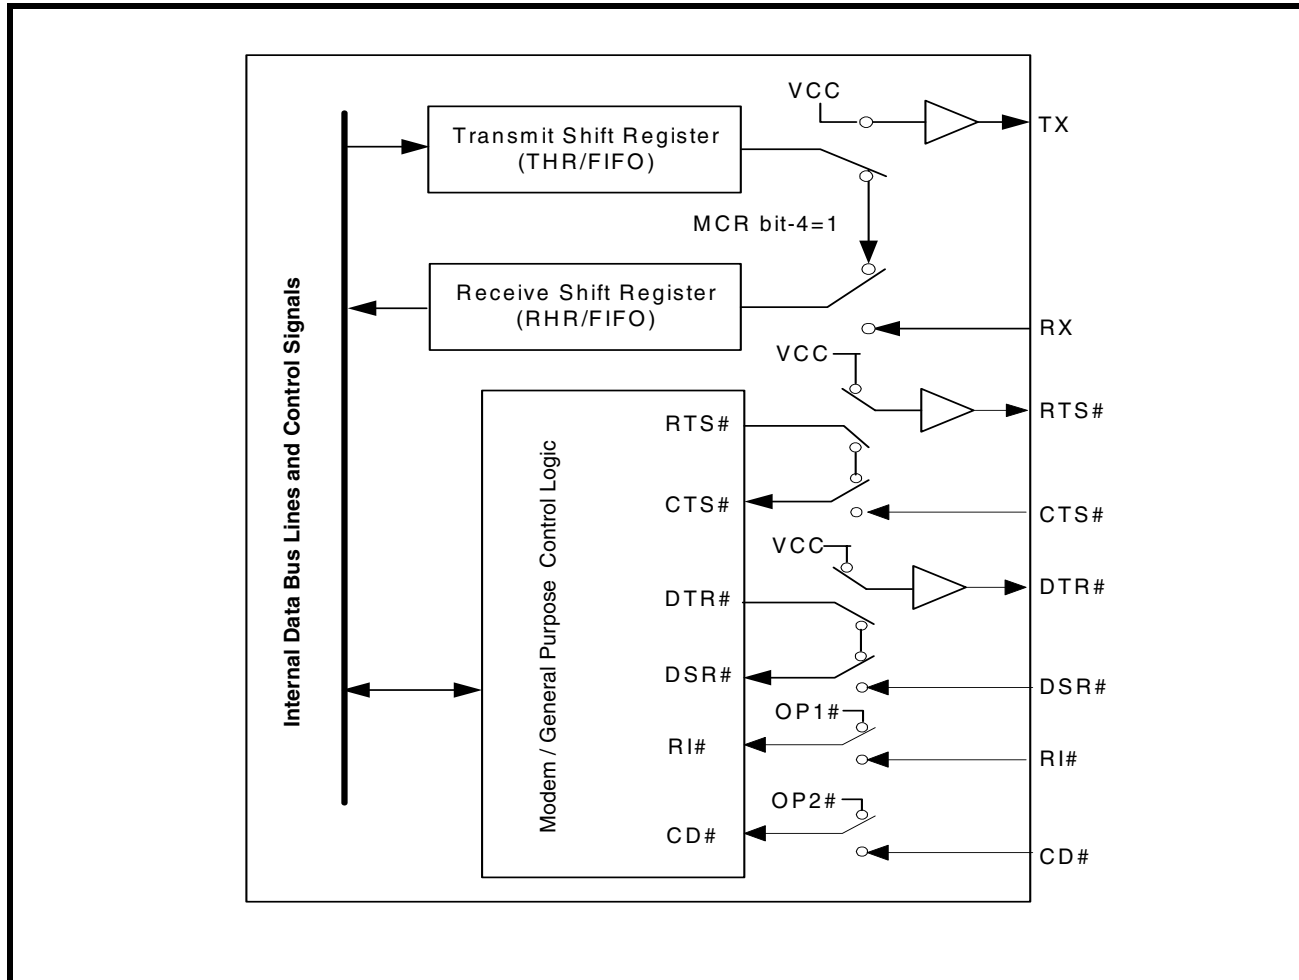 VCC
TX
Transmit Shift Register
(THR/FIFO)
MCR bit-4=1
Receive Shift Register
(RHR/FIFO)
RX
Internal Data Bus Lines and Control Signals
VCC
RTS#
Modem / General Purpose Control Logic
RTS#
CTS#
CTS#
VCC
DTR#
DTR#
DSR#
DSR#
OP1#
RI#
RI#
OP2#
CD#
CD#